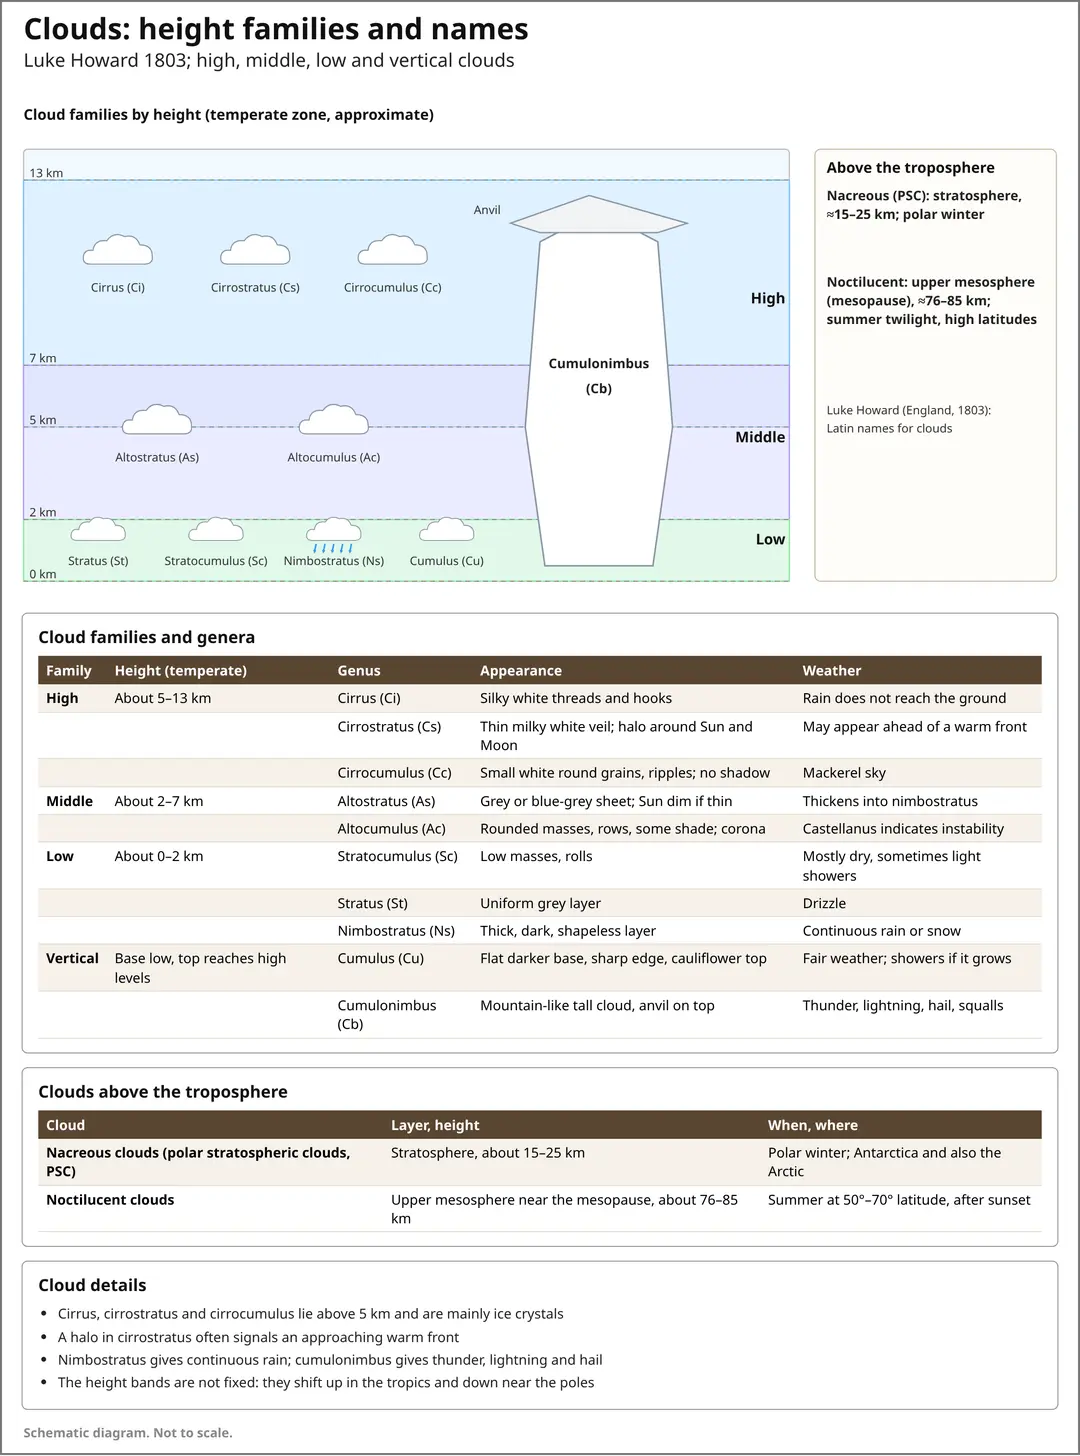 Clouds: height families and names
Luke Howard 1803; high, middle, low and vertical clouds
Cloud families by height (temperate zone, approximate)
13 km
Anvil
Cirrus (Ci)
Cirrostratus (Cs)
Cirrocumulus (Cc)
High
7 km
Cumulonimbus
(Cb)
5 km
Middle
Altostratus (As)
Altocumulus (Ac)
2 km
Low
Stratus (St)
Stratocumulus (Sc)
Nimbostratus (Ns)
Cumulus (Cu)
0 km
Above the troposphere
Nacreous (PSC): stratosphere,
≈15–25 km; polar winter
Noctilucent: upper mesosphere
(mesopause), ≈76–85 km;
summer twilight, high latitudes
Luke Howard (England, 1803):
Latin names for clouds
Cloud families and genera
Family Height (temperate) Genus Appearance Weather
High About 5–13 km Cirrus (Ci) Silky white threads and hooks Rain does not reach the ground
Cirrostratus (Cs) Thin milky white veil; halo around Sun and May appear ahead of a warm front
Moon
Cirrocumulus (Cc) Small white round grains, ripples; no shadow Mackerel sky
Middle About 2–7 km Altostratus (As) Grey or blue-grey sheet; Sun dim if thin Thickens into nimbostratus
Altocumulus (Ac) Rounded masses, rows, some shade; corona Castellanus indicates instability
Low About 0–2 km Stratocumulus (Sc) Low masses, rolls Mostly dry, sometimes light
showers
Stratus (St) Uniform grey layer Drizzle
Nimbostratus (Ns) Thick, dark, shapeless layer Continuous rain or snow
Vertical Base low, top reaches high Cumulus (Cu) Flat darker base, sharp edge, cauliflower top Fair weather; showers if it grows
levels
Cumulonimbus Mountain-like tall cloud, anvil on top Thunder, lightning, hail, squalls
(Cb)
Clouds above the troposphere
Cloud Layer, height When, where
Nacreous clouds (polar stratospheric clouds, Stratosphere, about 15–25 km Polar winter; Antarctica and also the
PSC) Arctic
Noctilucent clouds Upper mesosphere near the mesopause, about 76–85 Summer at 50°–70° latitude, after sunset
km
Cloud details
• Cirrus, cirrostratus and cirrocumulus lie above 5 km and are mainly ice crystals
• A halo in cirrostratus often signals an approaching warm front
• Nimbostratus gives continuous rain; cumulonimbus gives thunder, lightning and hail
• The height bands are not fixed: they shift up in the tropics and down near the poles
Schematic diagram. Not to scale.